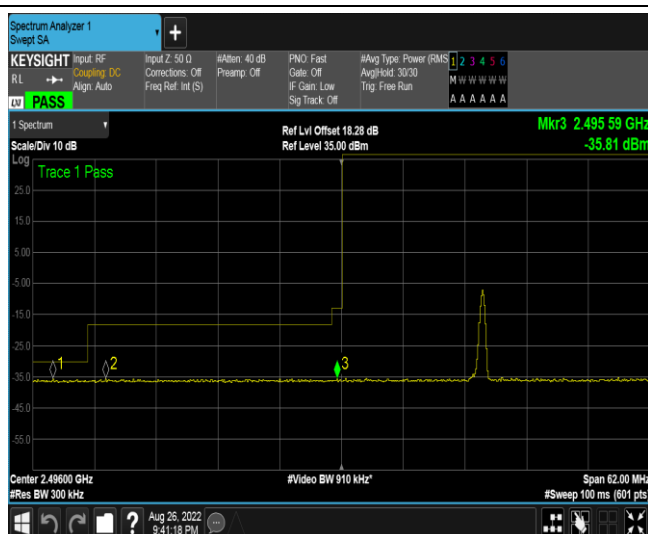 Spectrum Analyzer 1
Swept SA
KEYSIGHT
RL
LXI PASS
Input: RF
Coupling: DC
Align: Auto
Input Z: 50 Ω
Corrections: Off
Freq Ref: Int (S)
#Atten: 40 dB
Preamp: Off
PNO: Fast
Gate: Off
IF Gain: Low
Sig Track: Off
#Avg Type: Power (RMS
Avg|Hold: 30/30
Trig: Free Run
1 2 3 4 5 6
M W W W W W
A A A A A A
1 Spectrum
Scale/Div 10 dB
Ref Lvl Offset 18.28 dB
Ref Level 35.00 dBm
Mkr3 2.495 59 GHz
-35.81 dBm
Log
Trace 1 Pass
25.0
15.0
5.00
-5.00
-15.0
-25.0
-35.0
-45.0
-55.0
1
2
3
Center 2.49600 GHz
#Res BW 300 kHz
#Video BW 910 kHz*
Span 62.00 MHz
#Sweep 100 ms (601 pts)
?
Aug 26, 2022
9:41:18 PM